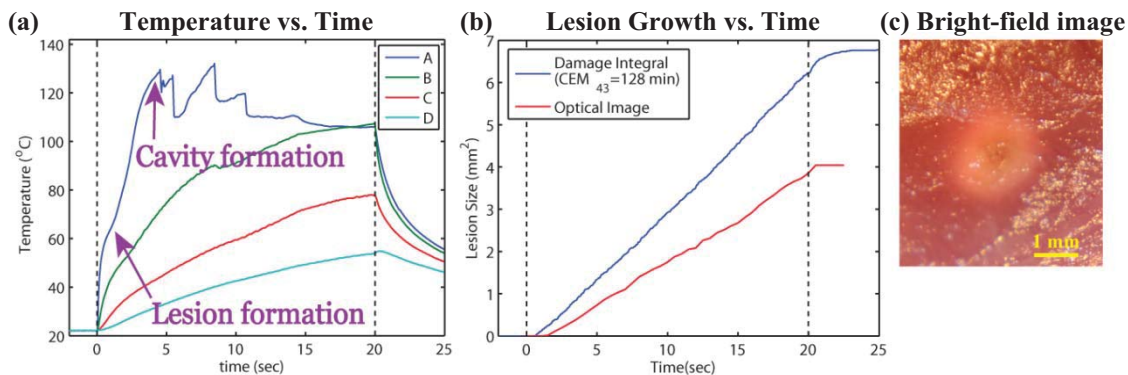 (a) Temperature vs. Time
140
120
100
80
60
40
20
Temperature (°C)
0
5
10
15
20
25
time (sec)
A
B
C
D
Cavity formation
Lesion formation
(b) Lesion Growth vs. Time
7
6
5
4
3
2
1
0
Lesion Size (mm²)
0
5
10
15
20
25
Time(sec)
Damage Integral
(CEM43=128 min)
Optical Image
(c) Bright-field image
1 mm